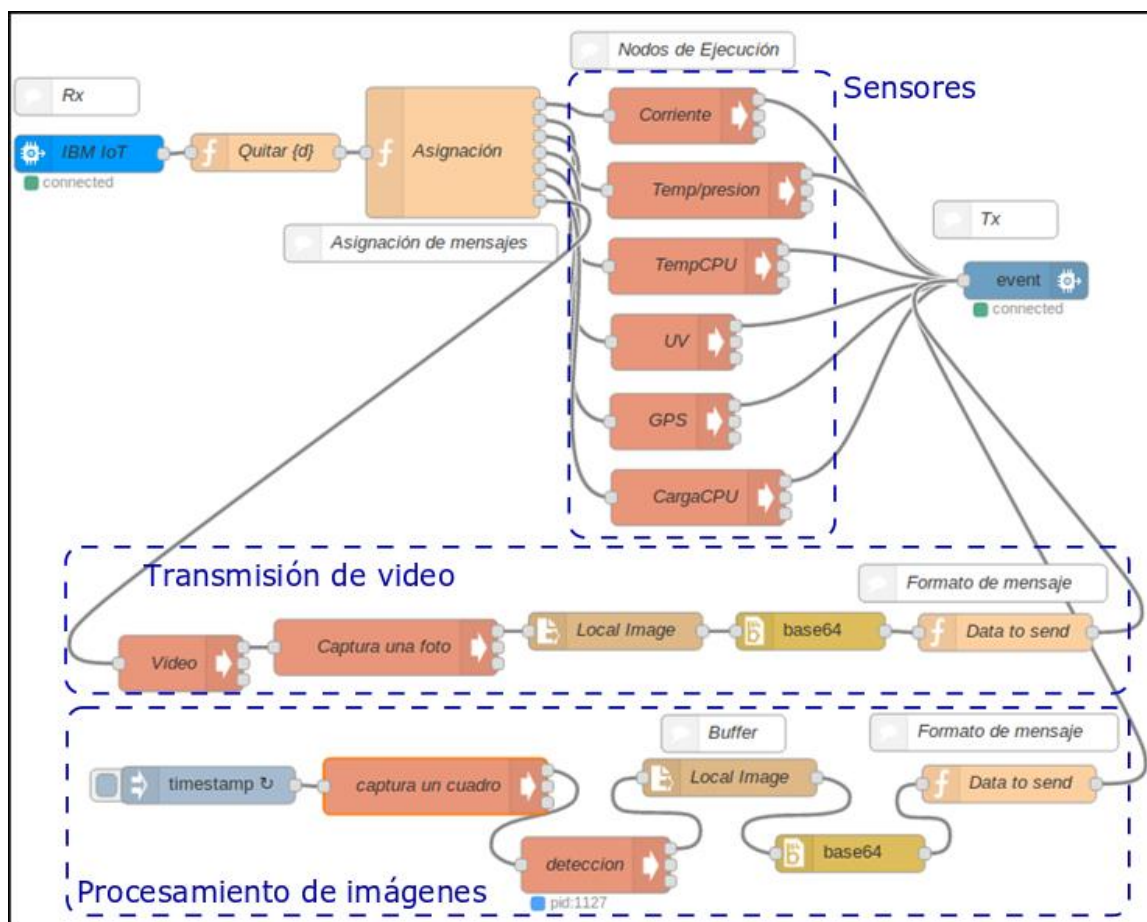 Nodos de Ejecución
Sensores
Rx
IBM IoT
connected
Quitar {d}
Asignación
Asignación de mensajes
Corriente
Temp/presion
TempCPU
UV
GPS
CargaCPU
Tx
event
connected
Transmisión de video
Formato de mensaje
Video
Captura una foto
Local Image
base64
Data to send
Buffer
Formato de mensaje
timestamp ↻
captura un cuadro
Local Image
Data to send
deteccion
base64
pid:1127
Procesamiento de imágenes